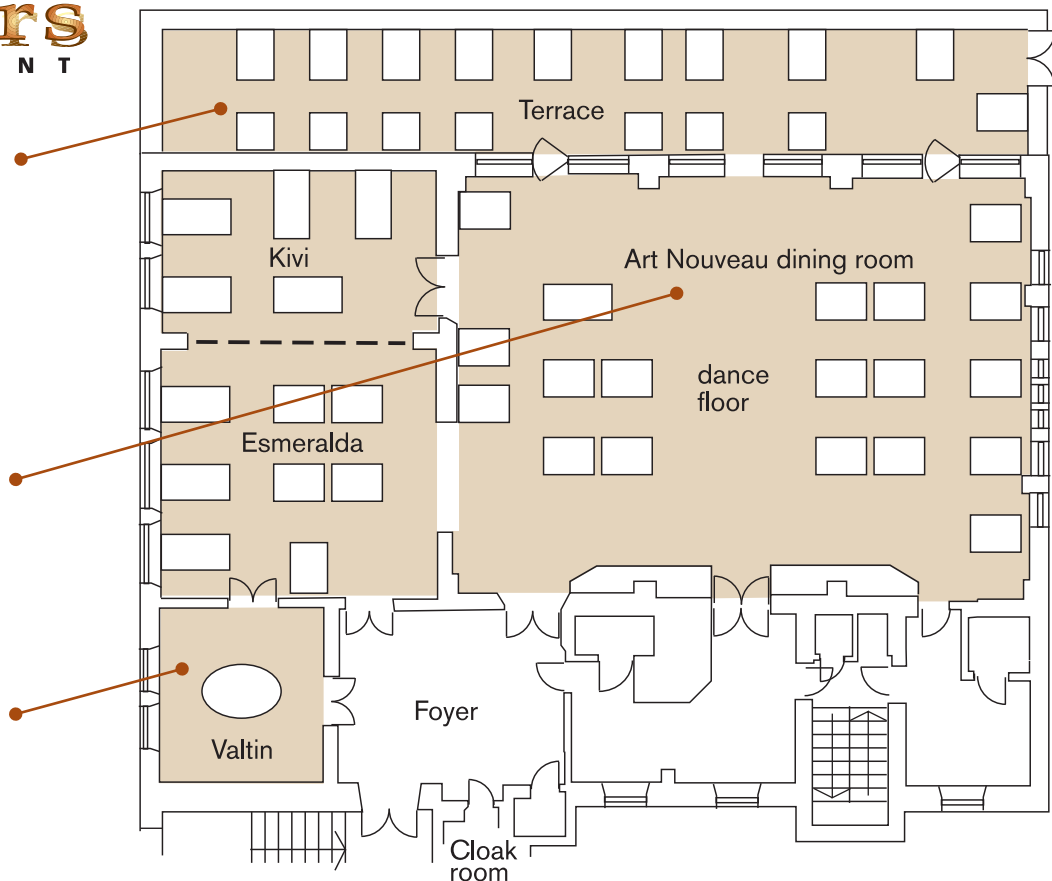 rs
N T
Terrace
Kivi
Art Nouveau dining room
dance
floor
Esmeralda
Foyer
Valtin
Cloak
room